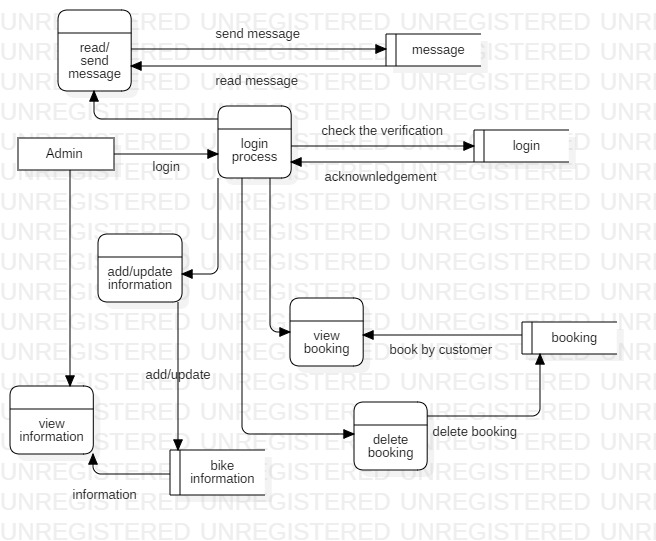 send message
read/
send
message
message
read message
check the verification
login
process
login
Admin
login
acknownledgement
add/update
information
view
booking
booking
book by customer
add/update
view
information
delete booking
delete
booking
bike
information
information
UNREGISTERED